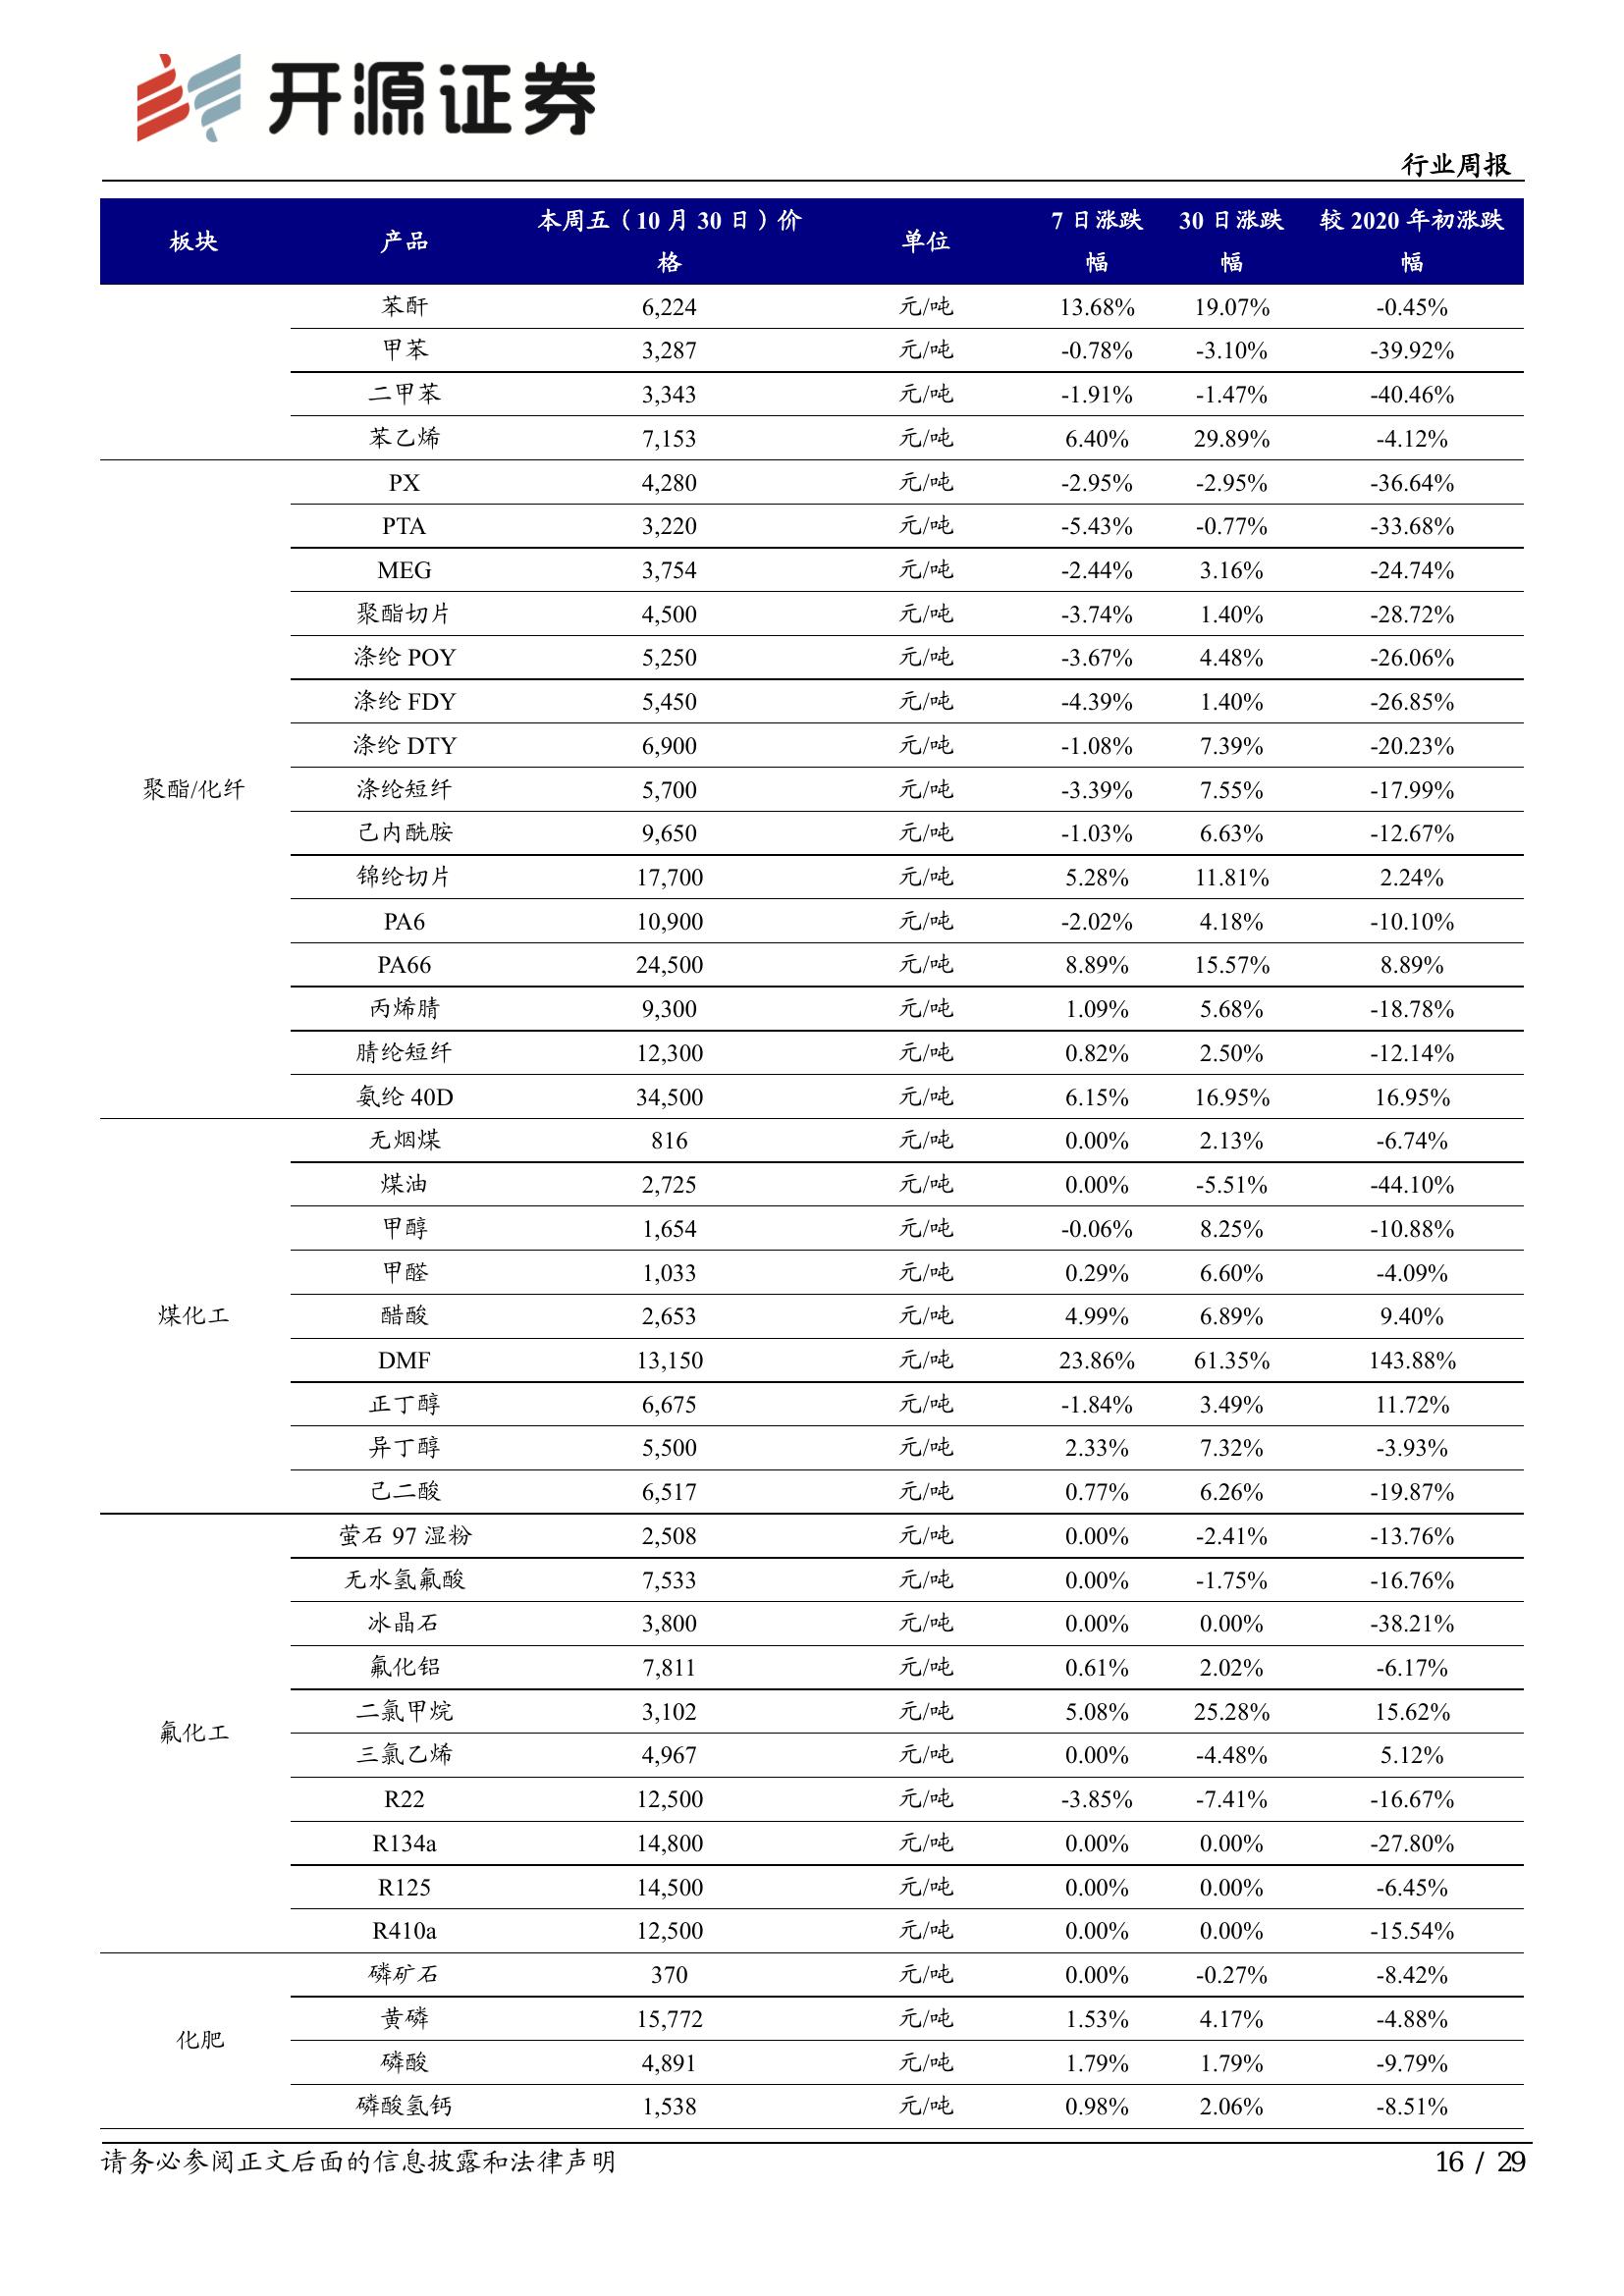 开源证券
行业周报
板块 产品 本周五（10 月 30 日）价格 单位 7 日涨跌幅 30 日涨跌幅 较 2020 年初涨跌幅
苯酐 6,224 元/吨 13.68% 19.07% -0.45%
甲苯 3,287 元/吨 -0.78% -3.10% -39.92%
二甲苯 3,343 元/吨 -1.91% -1.47% -40.46%
苯乙烯 7,153 元/吨 6.40% 29.89% -4.12%
聚酯/化纤
PX 4,280 元/吨 -2.95% -2.95% -36.64%
PTA 3,220 元/吨 -5.43% -0.77% -33.68%
MEG 3,754 元/吨 -2.44% 3.16% -24.74%
聚酯切片 4,500 元/吨 -3.74% 1.40% -28.72%
涤纶 POY 5,250 元/吨 -3.67% 4.48% -26.06%
涤纶 FDY 5,450 元/吨 -4.39% 1.40% -26.85%
涤纶 DTY 6,900 元/吨 -1.08% 7.39% -20.23%
涤纶短纤 5,700 元/吨 -3.39% 7.55% -17.99%
己内酰胺 9,650 元/吨 -1.03% 6.63% -12.67%
锦纶切片 17,700 元/吨 5.28% 11.81% 2.24%
PA6 10,900 元/吨 -2.02% 4.18% -10.10%
PA66 24,500 元/吨 8.89% 15.57% 8.89%
丙烯腈 9,300 元/吨 1.09% 5.68% -18.78%
腈纶短纤 12,300 元/吨 0.82% 2.50% -12.14%
氨纶 40D 34,500 元/吨 6.15% 16.95% 16.95%
煤化工
无烟煤 816 元/吨 0.00% 2.13% -6.74%
煤油 2,725 元/吨 0.00% -5.51% -44.10%
甲醇 1,654 元/吨 -0.06% 8.25% -10.88%
甲醛 1,033 元/吨 0.29% 6.60% -4.09%
醋酸 2,653 元/吨 4.99% 6.89% 9.40%
DMF 13,150 元/吨 23.86% 61.35% 143.88%
正丁醇 6,675 元/吨 -1.84% 3.49% 11.72%
异丁醇 5,500 元/吨 2.33% 7.32% -3.93%
己二酸 6,517 元/吨 0.77% 6.26% -19.87%
氟化工
萤石 97 湿粉 2,508 元/吨 0.00% -2.41% -13.76%
无水氢氟酸 7,533 元/吨 0.00% -1.75% -16.76%
冰晶石 3,800 元/吨 0.00% 0.00% -38.21%
氟化铝 7,811 元/吨 0.61% 2.02% -6.17%
二氯甲烷 3,102 元/吨 5.08% 25.28% 15.62%
三氯乙烯 4,967 元/吨 0.00% -4.48% 5.12%
R22 12,500 元/吨 -3.85% -7.41% -16.67%
R134a 14,800 元/吨 0.00% 0.00% -27.80%
R125 14,500 元/吨 0.00% 0.00% -6.45%
R410a 12,500 元/吨 0.00% 0.00% -15.54%
化肥
磷矿石 370 元/吨 0.00% -0.27% -8.42%
黄磷 15,772 元/吨 1.53% 4.17% -4.88%
磷酸 4,891 元/吨 1.79% 1.79% -9.79%
磷酸氢钙 1,538 元/吨 0.98% 2.06% -8.51%
请务必参阅正文后面的信息披露和法律声明 16 / 29